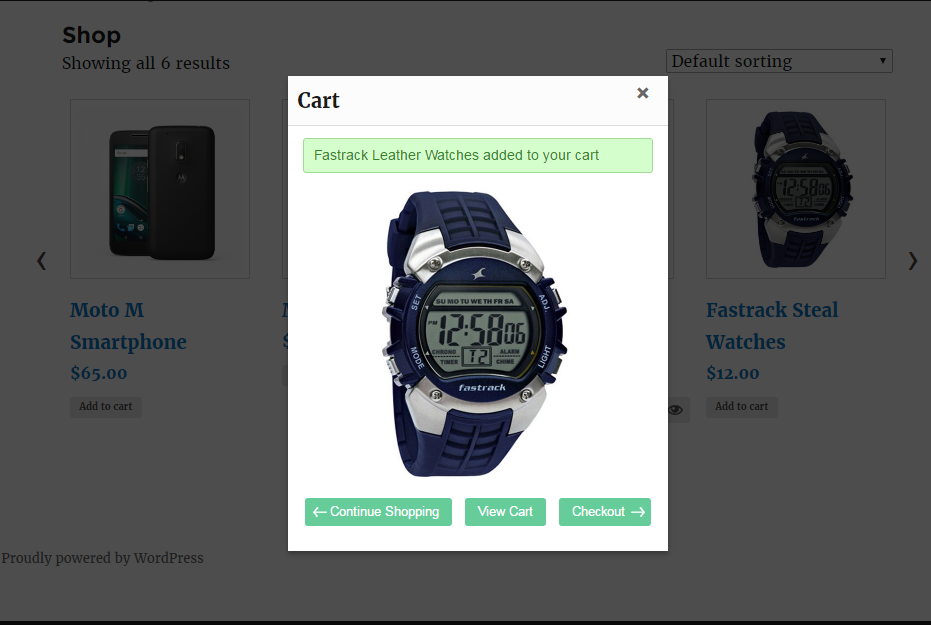 Shop
Showing all 6 results
Default sorting
Cart
×
Fastrack Leather Watches added to your cart
SU MO TU WE TH FR SA
SET
ADJ.
PM 12:58 06
CHRONO
TIMER
T2
ALARM
CHIME
MODE
LIGHT
fastrack
← Continue Shopping
View Cart
Checkout →
Moto M
Smartphone
$65.00
Add to cart
M
$
Fastrack Steal
Watches
$12.00
Add to cart
Proudly powered by WordPress